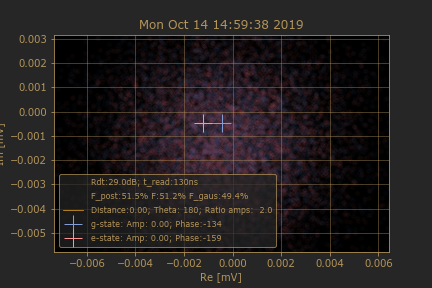 Mon Oct 14 14:59:38 2019
0.003
0.002
0.001
0.000
−0.001
−0.002
−0.003
−0.004
−0.005
Im [mV]
Rdt:29.0dB; t_read:130ns
F_post:51.5% F:51.2% F_gaus:49.4%
Distance:0.00; Theta: 180; Ratio amps: 2.0
g-state: Amp: 0.00; Phase:-134
e-state: Amp: 0.00; Phase:-159
−0.006 −0.004 −0.002 0.000 0.002 0.004 0.006
Re [mV]